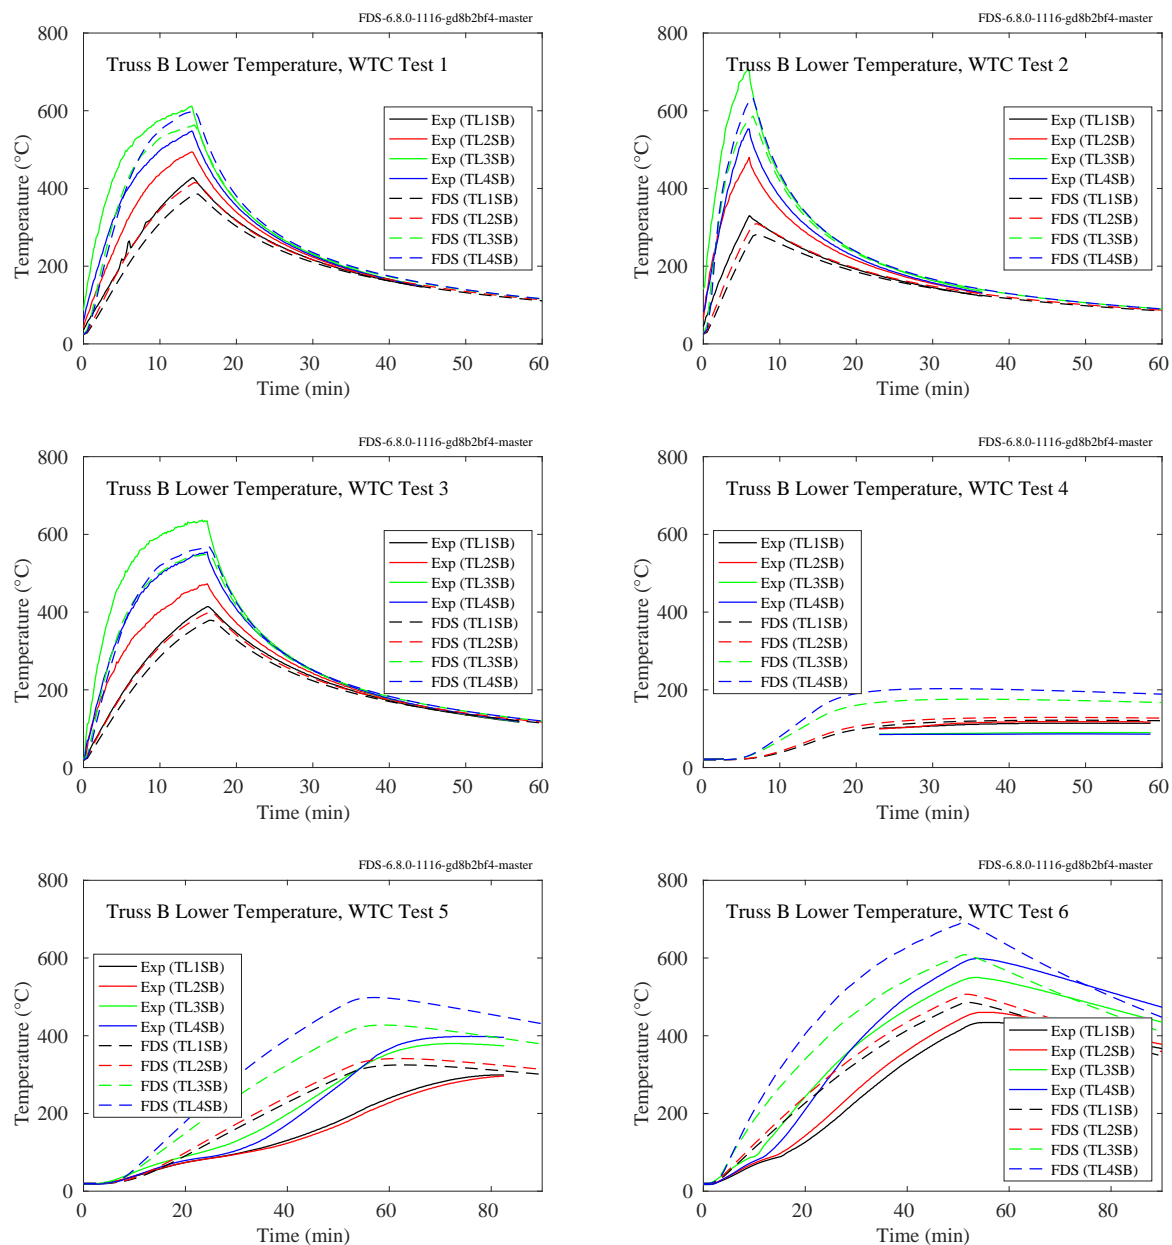 FDS-6.8.0-1116-gd8b2bf4-master
Truss B Lower Temperature, WTC Test 1
Temperature (°C)
800
600
400
200
0
Exp (TL1SB)
Exp (TL2SB)
Exp (TL3SB)
Exp (TL4SB)
FDS (TL1SB)
FDS (TL2SB)
FDS (TL3SB)
FDS (TL4SB)
0 10 20 30 40 50 60
Time (min)
FDS-6.8.0-1116-gd8b2bf4-master
Truss B Lower Temperature, WTC Test 2
Temperature (°C)
800
600
400
200
0
Exp (TL1SB)
Exp (TL2SB)
Exp (TL3SB)
Exp (TL4SB)
FDS (TL1SB)
FDS (TL2SB)
FDS (TL3SB)
FDS (TL4SB)
0 10 20 30 40 50 60
Time (min)
FDS-6.8.0-1116-gd8b2bf4-master
Truss B Lower Temperature, WTC Test 3
Temperature (°C)
800
600
400
200
0
Exp (TL1SB)
Exp (TL2SB)
Exp (TL3SB)
Exp (TL4SB)
FDS (TL1SB)
FDS (TL2SB)
FDS (TL3SB)
FDS (TL4SB)
0 10 20 30 40 50 60
Time (min)
FDS-6.8.0-1116-gd8b2bf4-master
Truss B Lower Temperature, WTC Test 4
Temperature (°C)
800
600
400
200
0
Exp (TL1SB)
Exp (TL2SB)
Exp (TL3SB)
Exp (TL4SB)
FDS (TL1SB)
FDS (TL2SB)
FDS (TL3SB)
FDS (TL4SB)
0 10 20 30 40 50 60
Time (min)
FDS-6.8.0-1116-gd8b2bf4-master
Truss B Lower Temperature, WTC Test 5
Temperature (°C)
800
600
400
200
0
Exp (TL1SB)
Exp (TL2SB)
Exp (TL3SB)
Exp (TL4SB)
FDS (TL1SB)
FDS (TL2SB)
FDS (TL3SB)
FDS (TL4SB)
0 20 40 60 80
Time (min)
FDS-6.8.0-1116-gd8b2bf4-master
Truss B Lower Temperature, WTC Test 6
Temperature (°C)
800
600
400
200
0
Exp (TL1SB)
Exp (TL2SB)
Exp (TL3SB)
Exp (TL4SB)
FDS (TL1SB)
FDS (TL2SB)
FDS (TL3SB)
FDS (TL4SB)
0 20 40 60 80
Time (min)